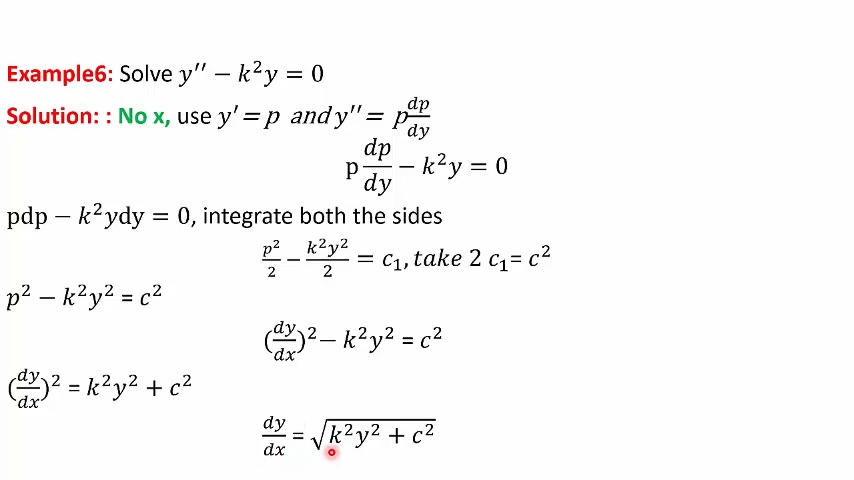 Example6: Solve y′′ − k²y = 0
Solution: : No x, use y′ = p and y′′ = p dp/dy
p dp/dy − k²y = 0
pdp − k²ydy = 0, integrate both the sides
p²/2 − k²y²/2 = c₁, take 2 c₁= c²
p² − k²y² = c²
(dy/dx)² − k²y² = c²
(dy/dx)² = k²y² + c²
dy/dx = √(k²y² + c²)